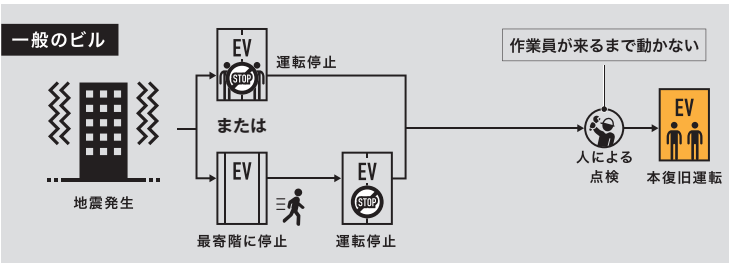 一般のビル
作業員が来るまで動かない
EV
STOP
運転停止
または
EV
EV
STOP
EV
地震発生
最寄階に停止
運転停止
人による
点検
本復旧運転